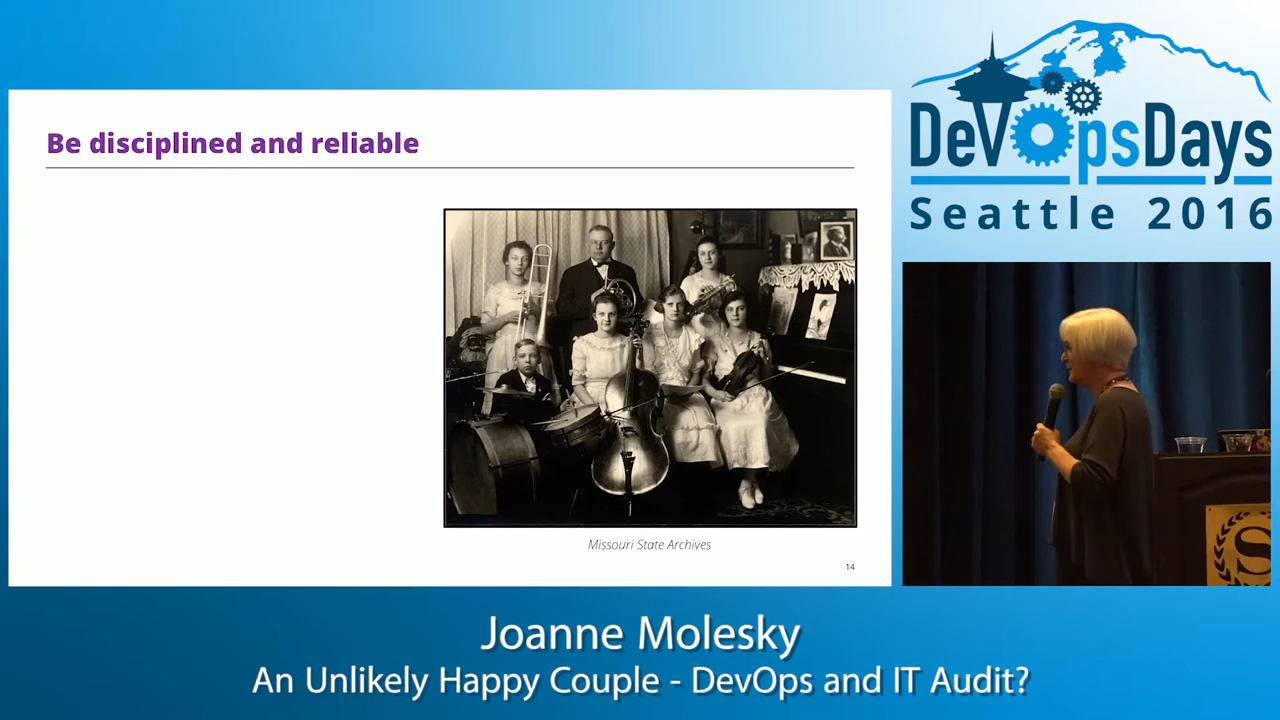 Be disciplined and reliable
Missouri State Archives
14
DevOpsDays
Seattle 2016
S
Joanne Molesky
An Unlikely Happy Couple - DevOps and IT Audit?